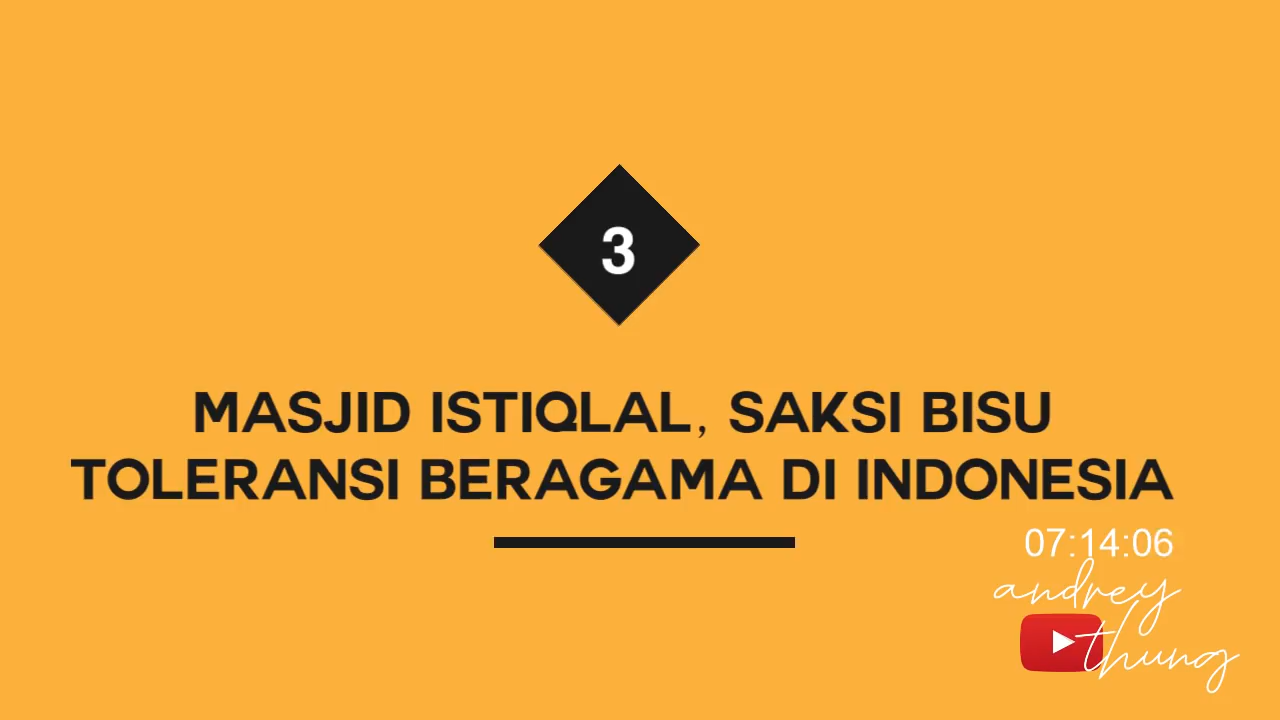 3
MASJID ISTIQLAL, SAKSI BISU
TOLERANSI BERAGAMA DI INDONESIA
07:14:06
andrey
thung